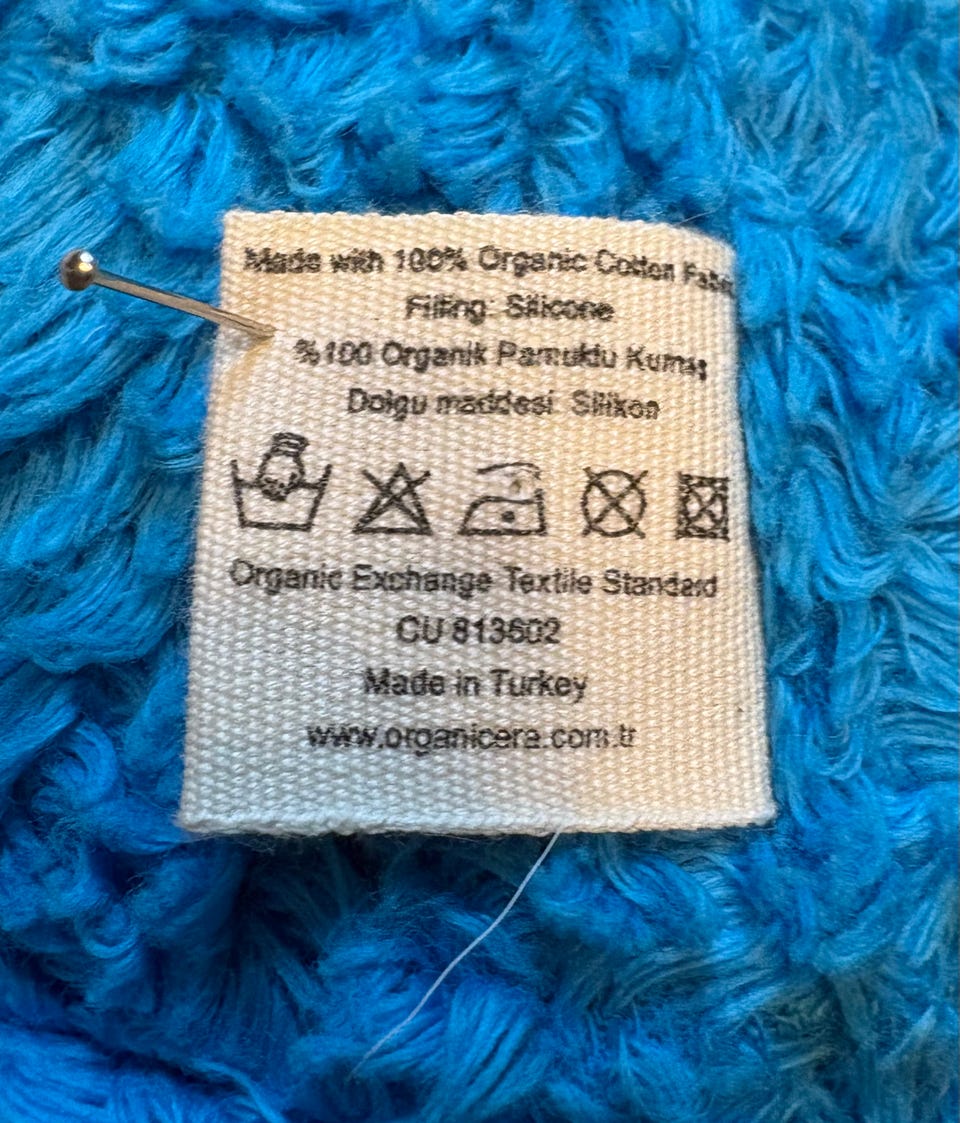 Made with 100% Organic Cotton Fabric
Filling: Silicone
%100 Organik Pamuklu Kumaş
Dolgu maddesi: Silikon
Organic Exchange Textile Standard
CU 813602
Made in Turkey
www.organicera.com.tr